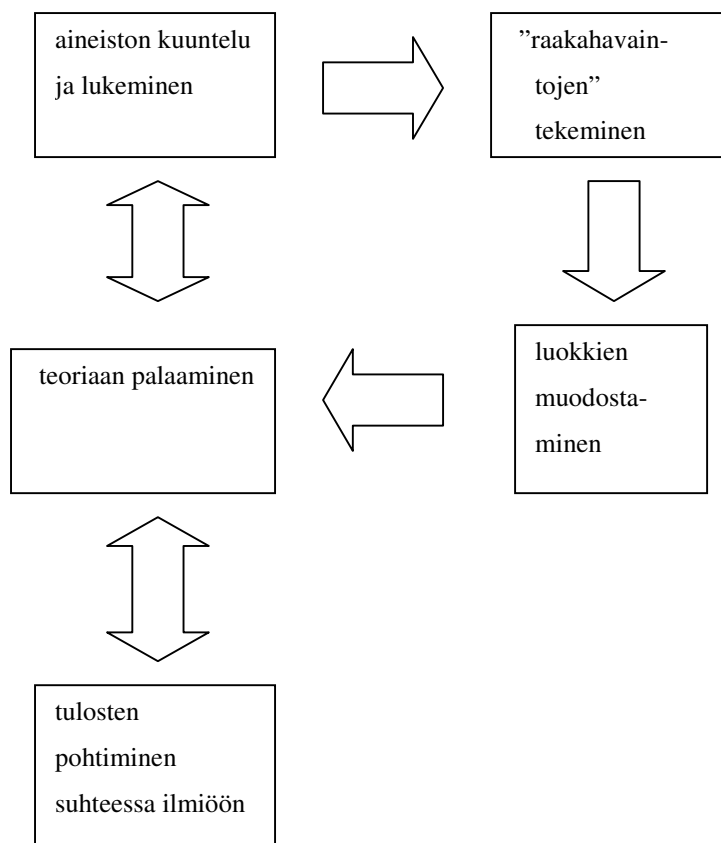 aineiston kuuntelu
ja lukeminen
”raakahavain-
tojen”
tekeminen
luokkien
muodosta-
minen
teoriaan palaaminen
tulosten
pohtiminen
suhteessa ilmiöön